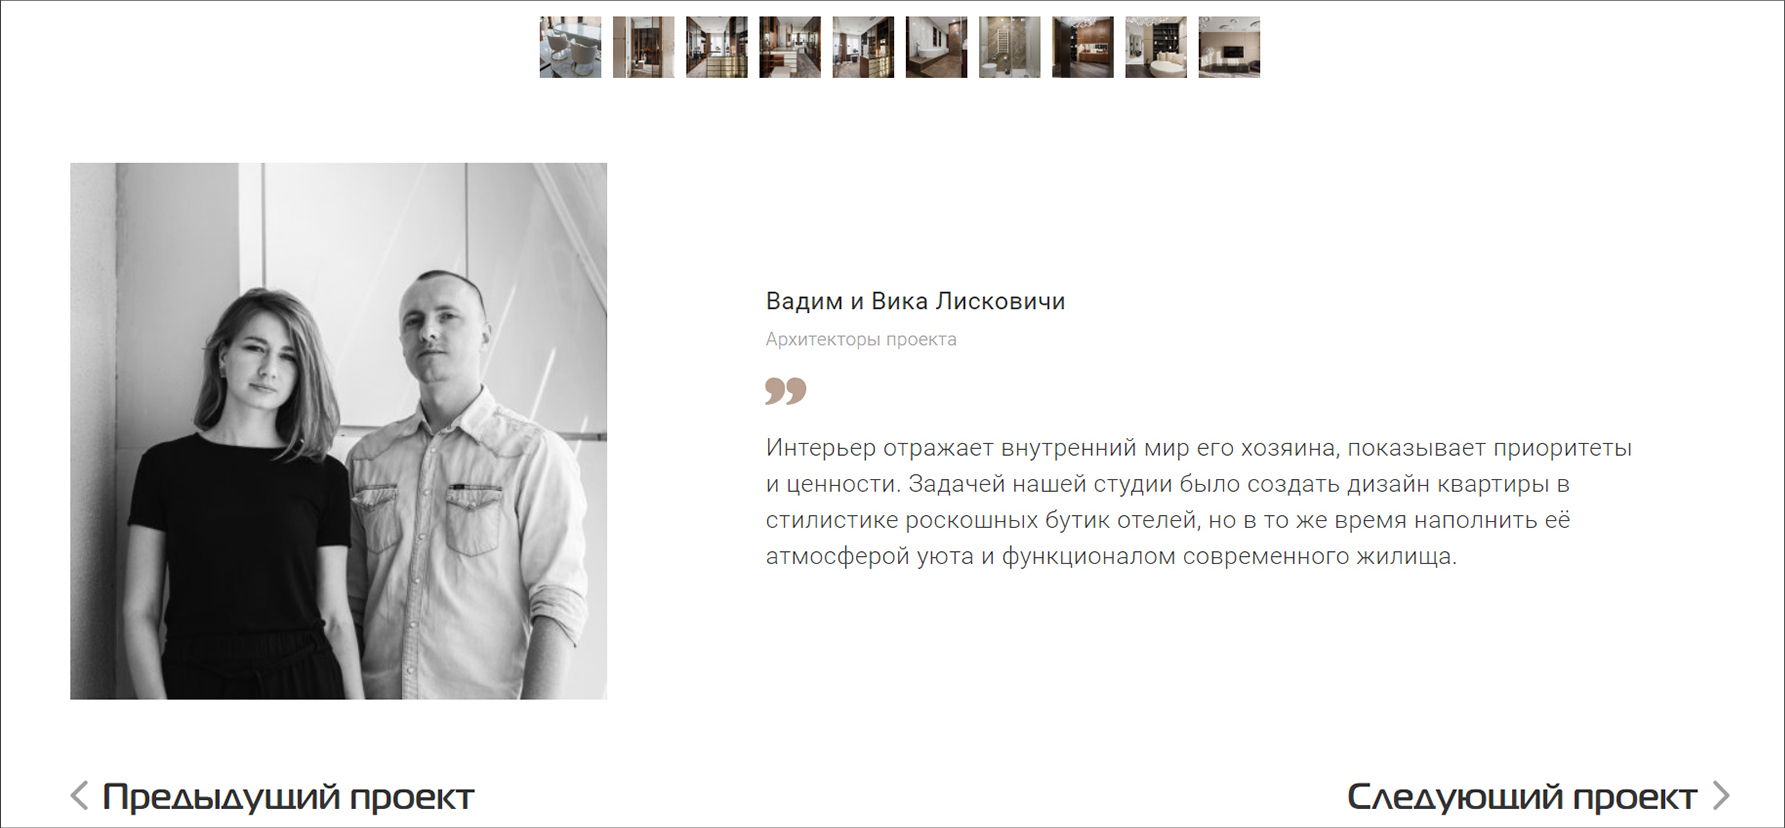 Вадим и Вика Лисковичи
Архитекторы проекта
”
Интерьер отражает внутренний мир его хозяина, показывает приоритеты
и ценности. Задачей нашей студии было создать дизайн квартиры в
стилистике роскошных бутик отелей, но в то же время наполнить её
атмосферой уюта и функционалом современного жилища.
Предыдущий проект
Следующий проект